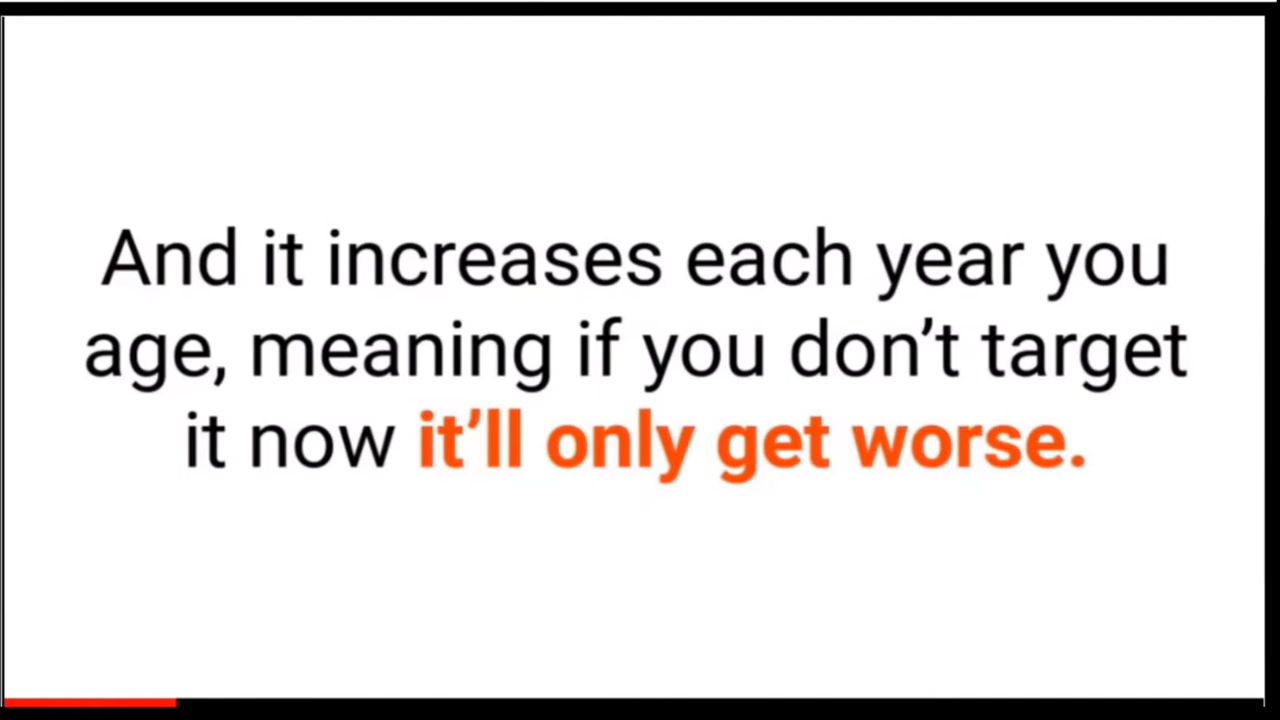 And it increases each year you
age, meaning if you don’t target
it now it’ll only get worse.